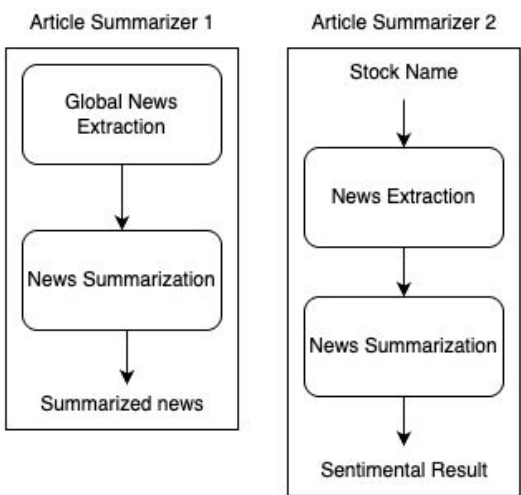 Article Summarizer 1
Global News
Extraction
News Summarization
Summarized news
Article Summarizer 2
Stock Name
News Extraction
News Summarization
Sentimental Result